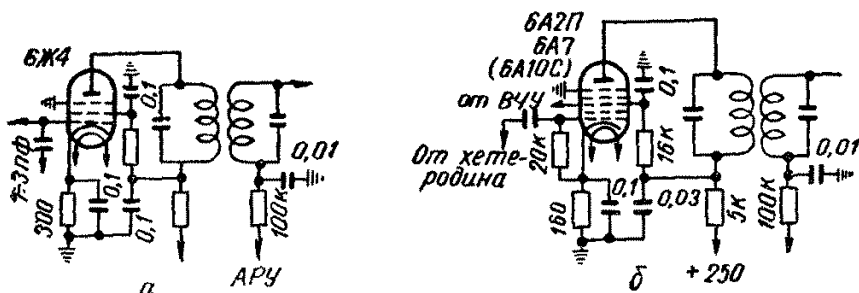 6Ж4
0,1
1÷3пф
300
0,1
0,1
0,01
100к
АРУ
а
6А2П
6А7
(6А10С)
от ВЧУ
От гете-
родина
20к
160
0,1
0,1
16к
0,03
5к
100к
0,01
+250
б